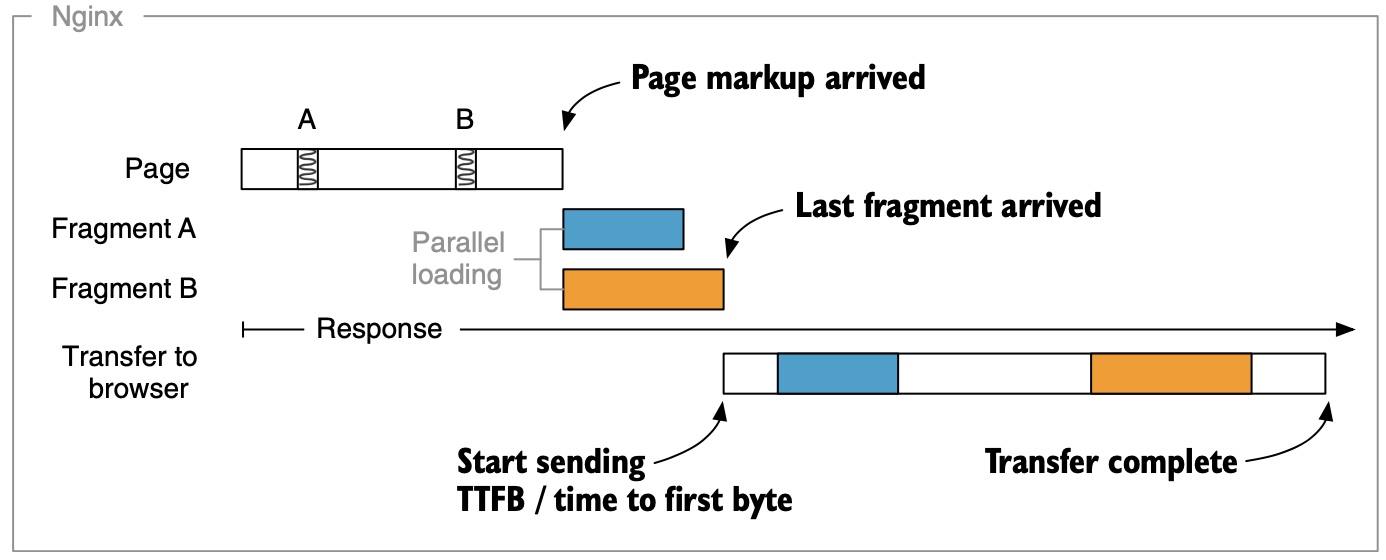 Nginx
Page markup arrived
A
B
Page
Last fragment arrived
Fragment A
Parallel
loading
Fragment B
Response
Transfer to
browser
Start sending
TTFB / time to first byte
Transfer complete